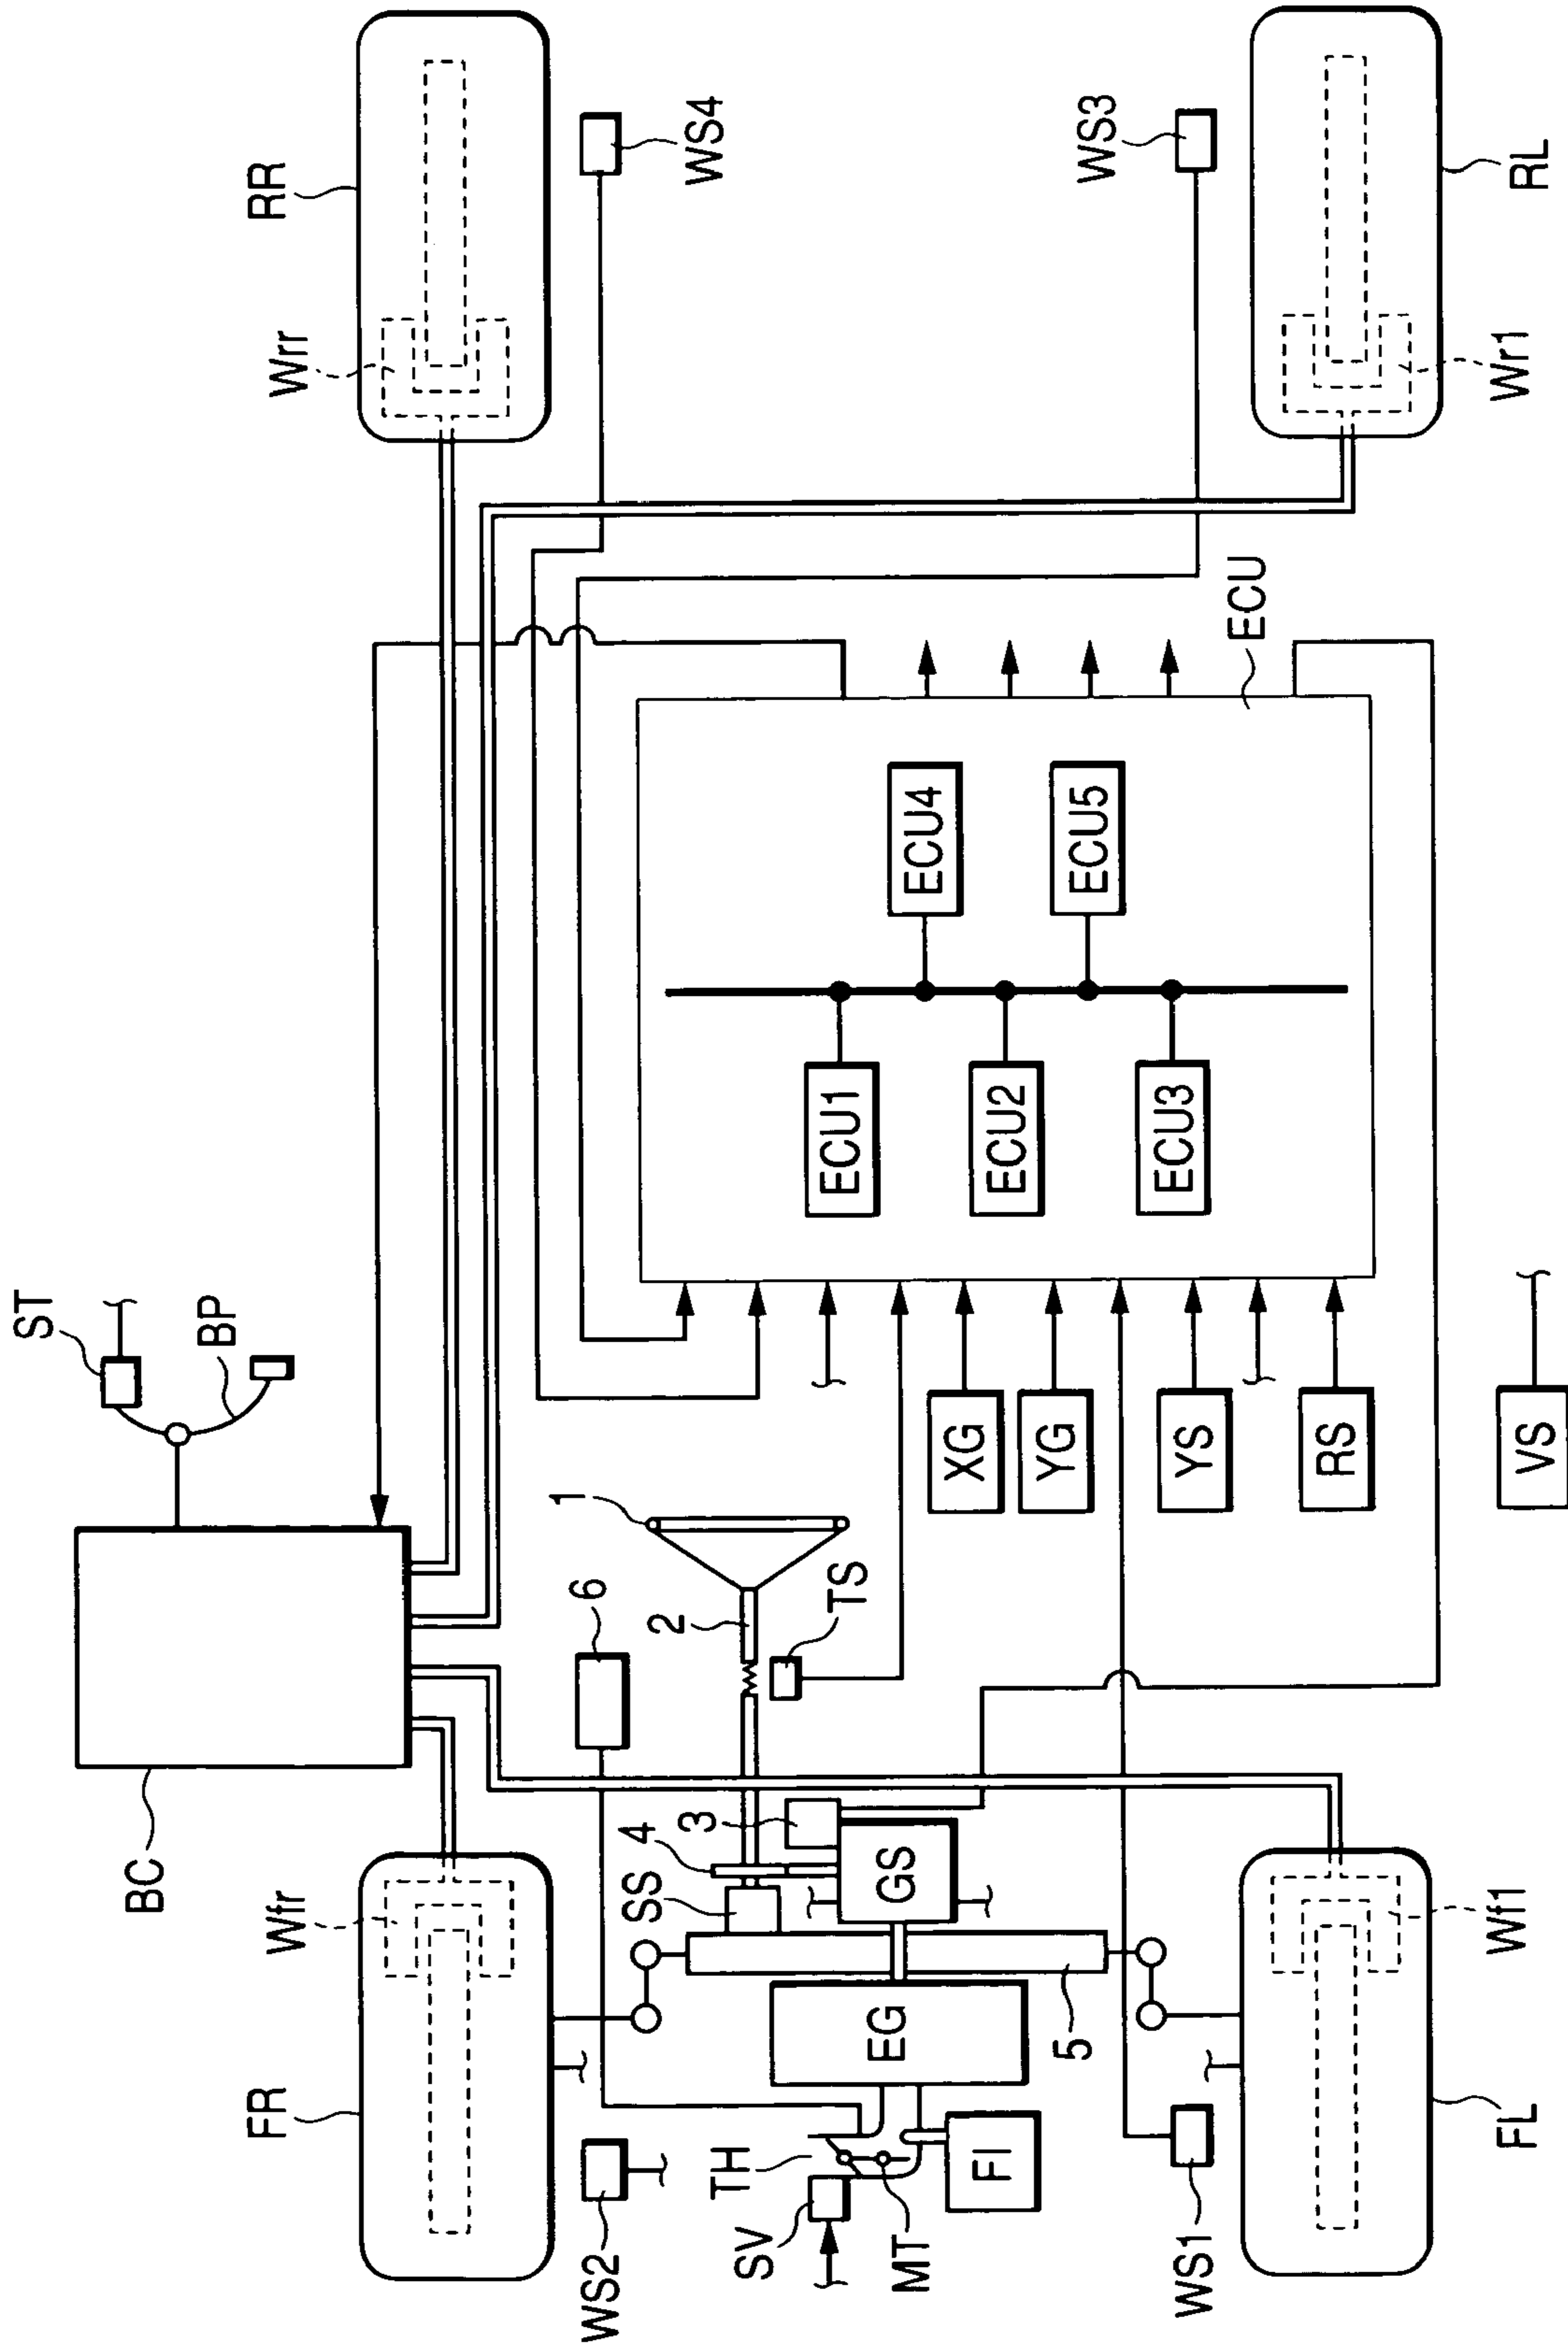 FR
Wfr
BC
ST
BP
Wrr
RR
WS2
6
1
WS4
TH
SV
SS
4
3
2
TS
MT
EG
GS
FI
5
XG
YG
YS
RS
VS
ECU1
ECU2
ECU3
ECU4
ECU5
ECU
WS3
WS1
FL
Wf1
Wr1
RL